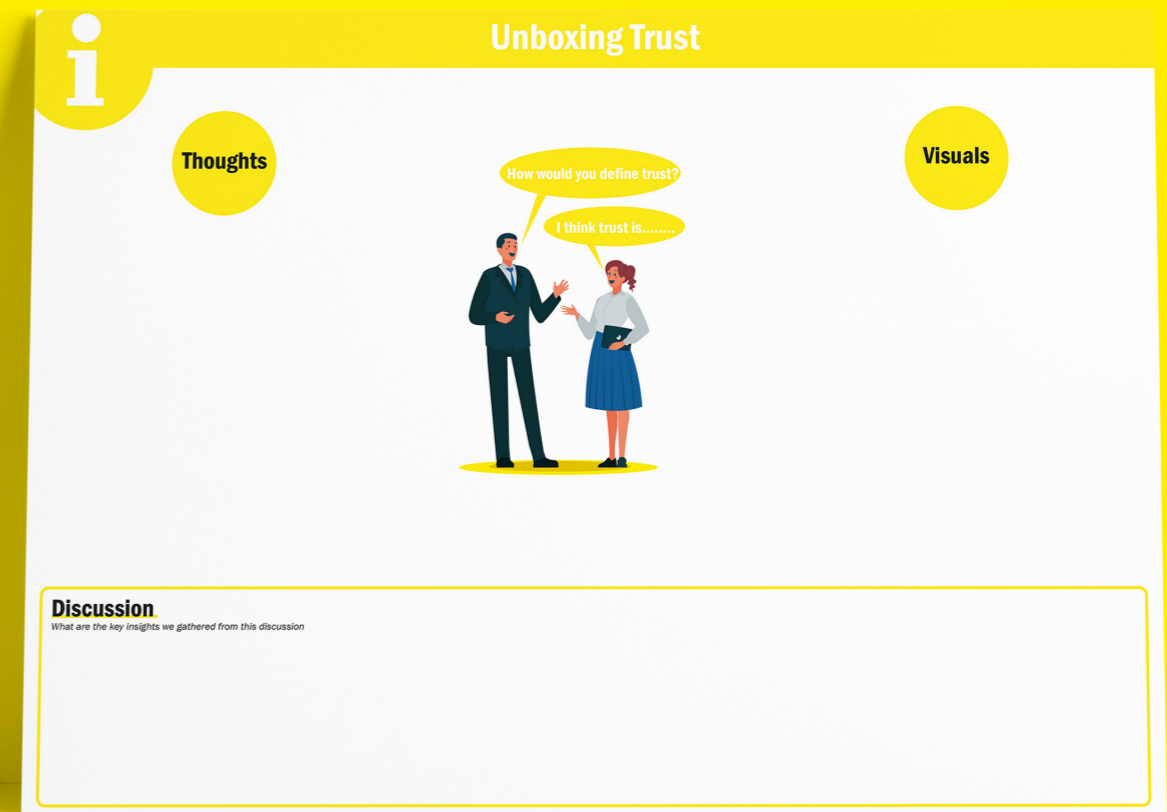 i
Unboxing Trust
Thoughts
Visuals
How would you define trust?
I think trust is........
Discussion
What are the key insights we gathered from this discussion